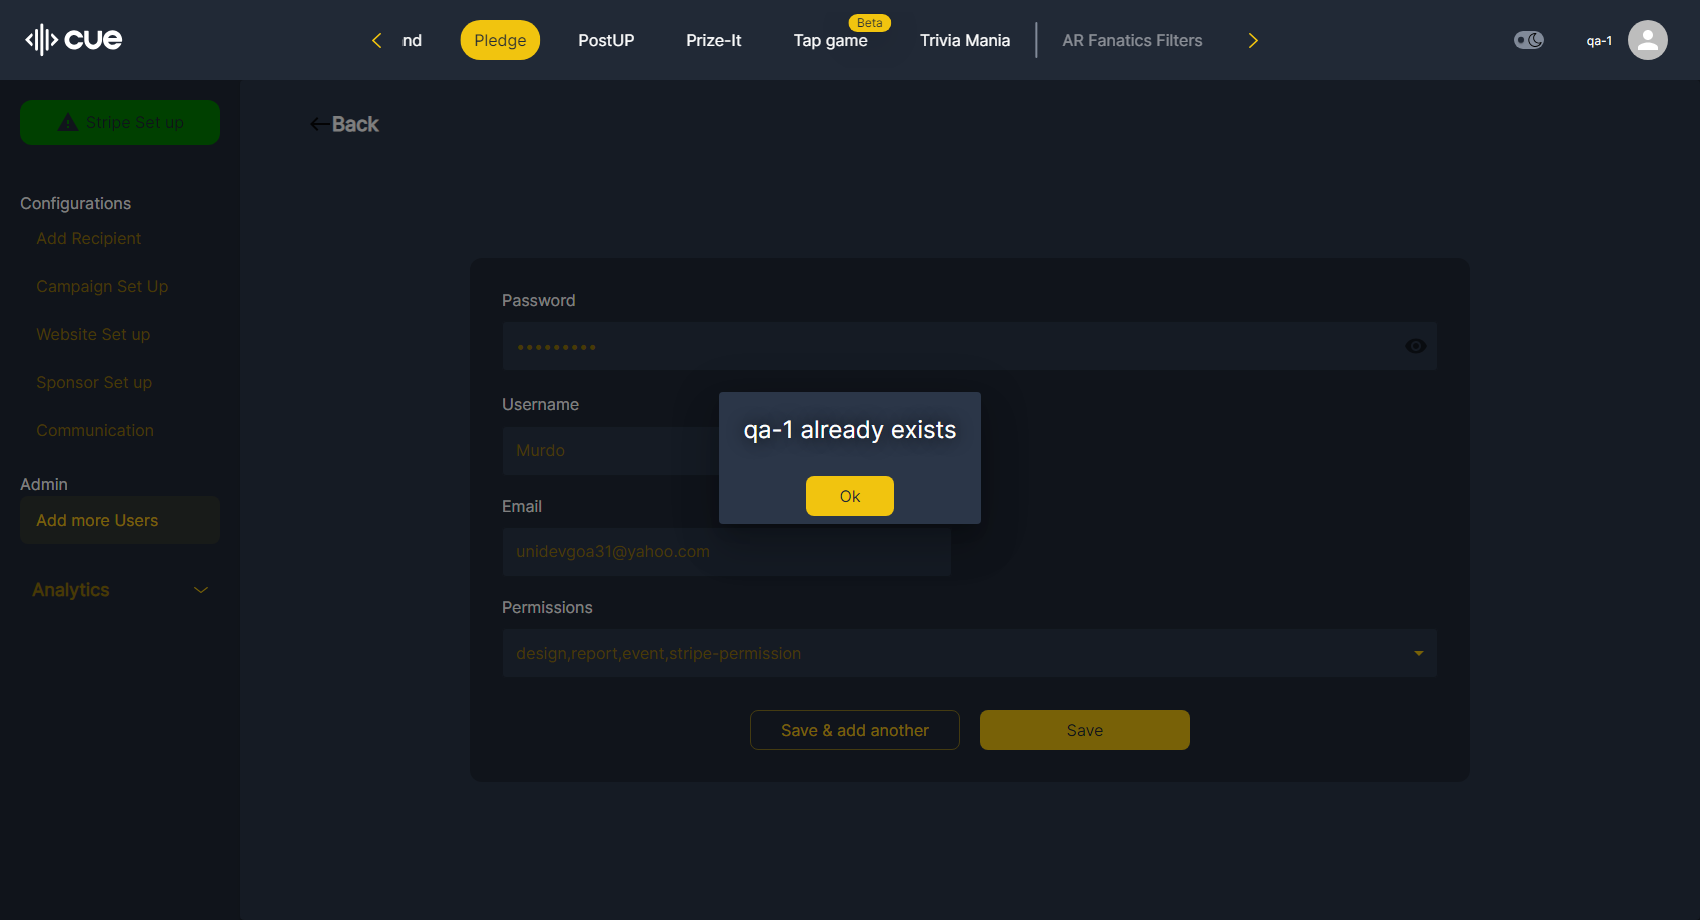 cue
nd
Pledge
PostUP
Prize-It
Beta
Tap game
Trivia Mania
AR Fanatics Filters
qa-1
Stripe Set up
Back
Configurations
Add Recipient
Campaign Set Up
Website Set up
Sponsor Set up
Communication
Admin
Add more Users
Analytics
Password
•••••••••
Username
Murdo
qa-1 already exists
Ok
Email
unidevgoa31@yahoo.com
Permissions
design,report,event,stripe-permission
Save & add another
Save